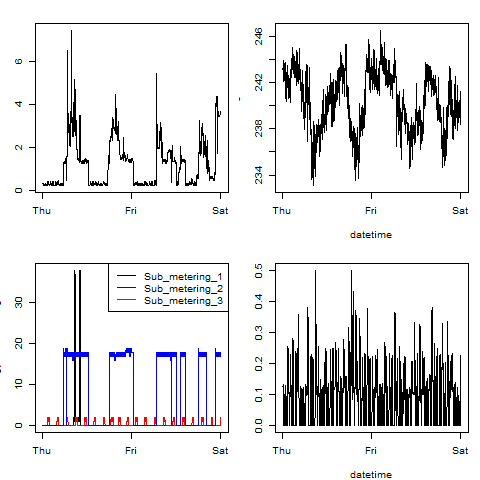 0 2 4 6
Thu Fri Sat
234 238 242 246
Thu Fri Sat
datetime
0 10 20 30
Thu Fri Sat
Sub_metering_1
Sub_metering_2
Sub_metering_3
0.0 0.1 0.2 0.3 0.4 0.5
Thu Fri Sat
datetime